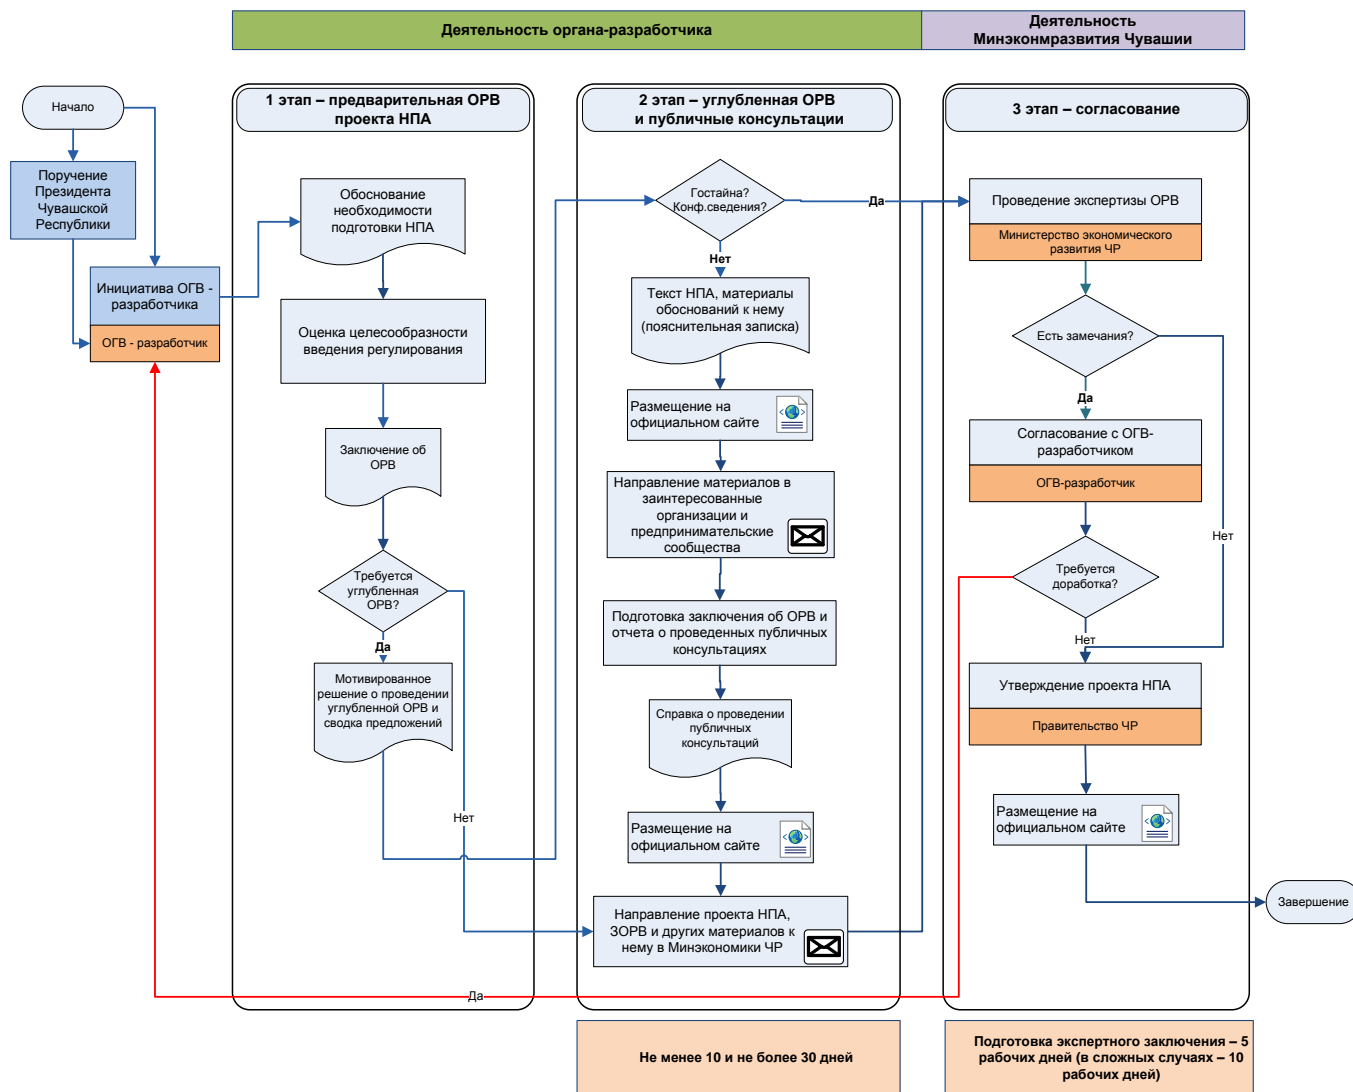 Деятельность органа-разработчика
Деятельность
Минэконмразвития Чувашии
Начало
Поручение
Президента
Чувашской
Республики
Инициатива ОГВ -
разработчика
ОГВ - разработчик
1 этап – предварительная ОРВ
проекта НПА
Обоснование
необходимости
подготовки НПА
Оценка целесообразности
введения регулирования
Заключение об
ОРВ
Требуется
углубленная
ОРВ?
Да
Мотивированное
решение о проведении
углубленной ОРВ и
сводка предложений
Нет
2 этап – углубленная ОРВ
и публичные консультации
Гостайна?
Конф.сведения?
Да
Нет
Текст НПА, материалы
обоснований к нему
(пояснительная записка)
Размещение на
официальном сайте
Направление материалов в
заинтересованные
организации и
предпринимательские
сообщества
Подготовка заключения об ОРВ и
отчета о проведенных публичных
консультациях
Справка о проведении
публичных
консультаций
Размещение на
официальном сайте
Направление проекта НПА,
ЗОРВ и других материалов к
нему в Минэкономики ЧР
3 этап – согласование
Проведение экспертизы ОРВ
Министерство экономического
развития ЧР
Есть замечания?
Да
Согласование с ОГВ-
разработчиком
ОГВ-разработчик
Нет
Требуется
доработка?
Нет
Утверждение проекта НПА
Правительство ЧР
Размещение на
официальном сайте
Завершение
Да
Не менее 10 и не более 30 дней
Подготовка экспертного заключения – 5
рабочих дней (в сложных случаях – 10
рабочих дней)